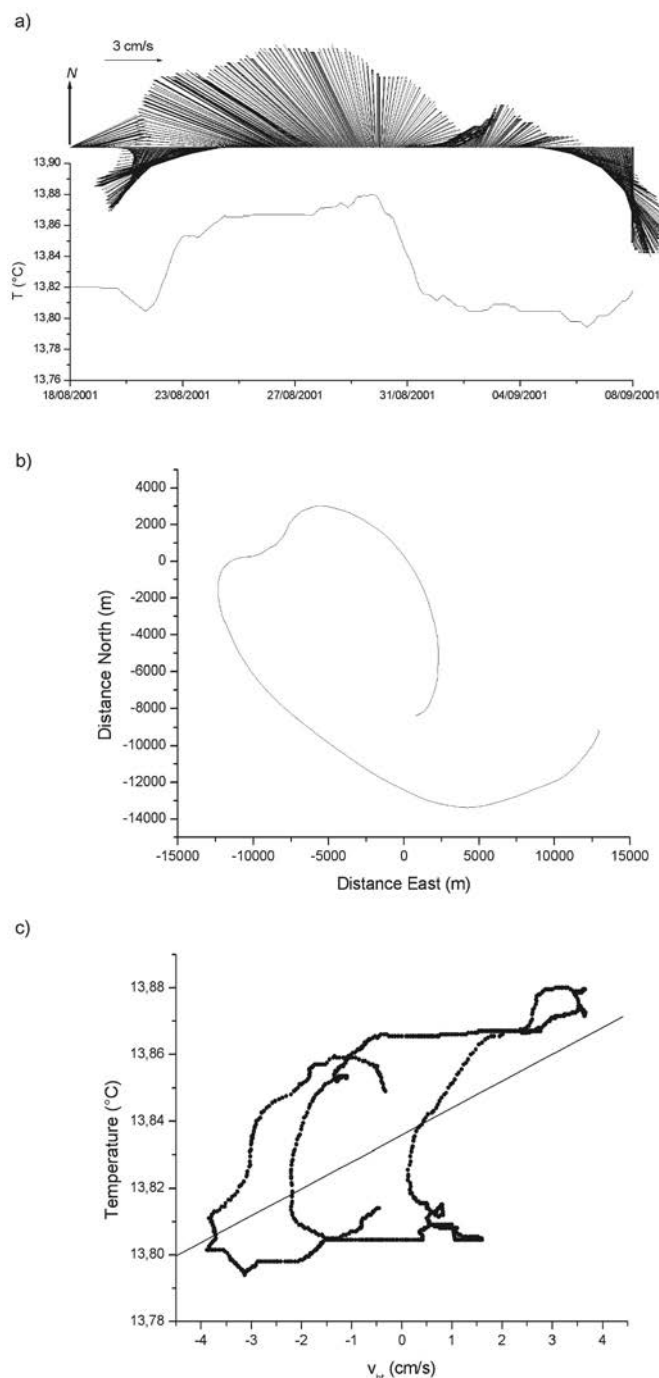 a)
3 cm/s
N
13,90
13,88
13,86
13,84
13,82
13,80
13,78
13,76
T (°C)
18/08/2001 23/08/2001 27/08/2001 31/08/2001 04/09/2001 08/09/2001
b)
4000
2000
0
-2000
-4000
-6000
-8000
-10000
-12000
-14000
Distance North (m)
-15000 -10000 -5000 0 5000 10000 15000
Distance East (m)
c)
13,88
13,86
13,84
13,82
13,80
13,78
Temperature (°C)
-4 -3 -2 -1 0 1 2 3 4
(cm/s)